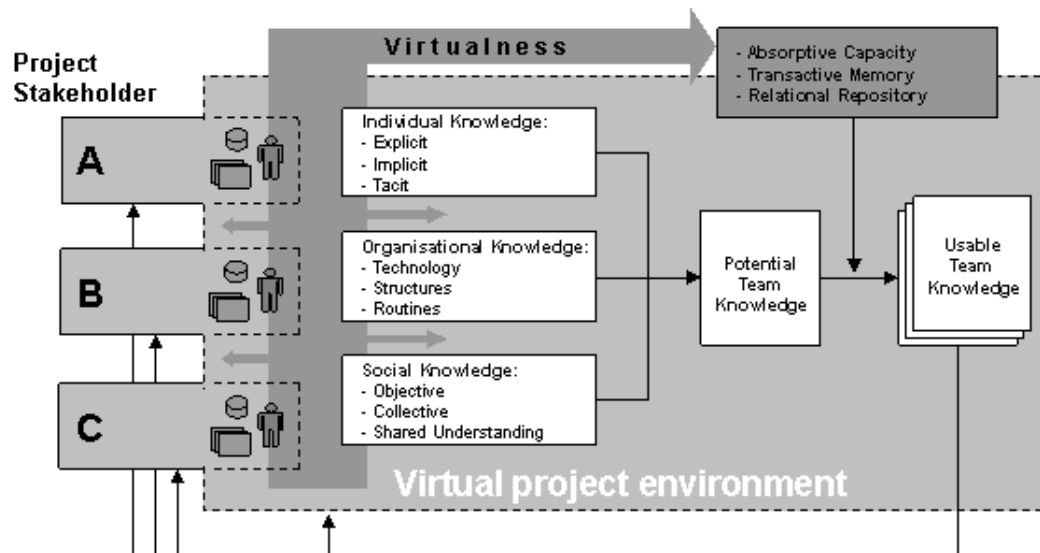 Virtualness
- Absorptive Capacity
- Transactive Memory
- Relational Repository
Project
Stakeholder
A
B
C
Individual Knowledge:
- Explicit
- Implicit
- Tacit
Organisational Knowledge:
- Technology
- Structures
- Routines
Social Knowledge:
- Objective
- Collective
- Shared Understanding
Potential
Team
Knowledge
Usable
Team
Knowledge
Virtual project environment